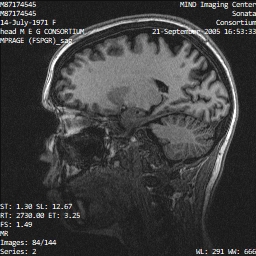 M87174545
M87174545
14-July-1971 F
head M E G CONSORTIUM
MPRAGE (FSPGR)_sag
MIND Imaging Center
Sonata
Consortium
21-September-2005 16:53:33
ST: 1.30 SL: 12.67
RT: 2730.00 ET: 3.25
FS: 1.49
MR
Images: 84/144
Series: 2
WL: 291 WW: 666